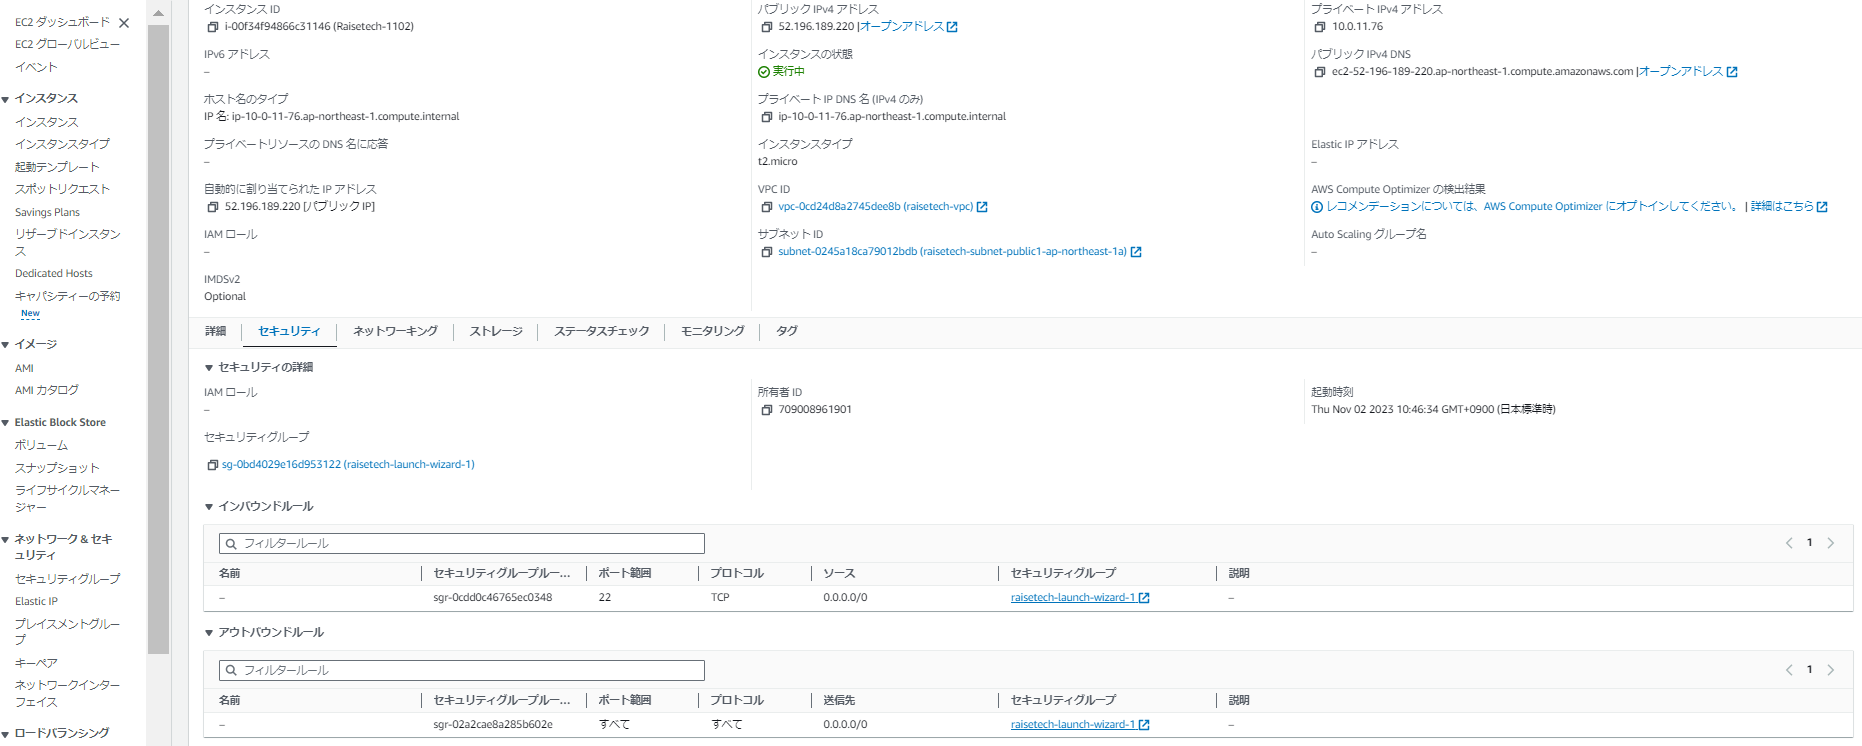 EC2 ダッシュボード
EC2 グローバルビュー
イベント
インスタンス
インスタンス
インスタンスタイプ
起動テンプレート
スポットリクエスト
Savings Plans
リザーブドインスタン
ス
Dedicated Hosts
キャパシティーの予約
New
イメージ
AMI
AMI カタログ
Elastic Block Store
ボリューム
スナップショット
ライフサイクルマネー
ジャー
ネットワーク & セキ
ュリティ
セキュリティグループ
Elastic IP
プレイスメントグルー
プ
キーペア
ネットワークインター
フェイス
ロードバランシング
インスタンス ID
i-00f34f94866c31146 (Raisetech-1102)
パブリック IPv4 アドレス
52.196.189.220 |オープンアドレス
プライベート IPv4 アドレス
10.0.11.76
IPv6 アドレス
–
インスタンスの状態
実行中
パブリック IPv4 DNS
ec2-52-196-189-220.ap-northeast-1.compute.amazonaws.com |オープンアドレス
ホスト名のタイプ
IP 名: ip-10-0-11-76.ap-northeast-1.compute.internal
プライベート IP DNS 名 (IPv4 のみ)
ip-10-0-11-76.ap-northeast-1.compute.internal
プライベートリソースの DNS 名に応答
–
インスタンスタイプ
t2.micro
Elastic IP アドレス
–
自動的に割り当てられた IP アドレス
52.196.189.220 [パブリック IP]
VPC ID
vpc-0cd24d8a2745dee8b (raisetech-vpc)
AWS Compute Optimizer の検出結果
レコメンデーションについては、AWS Compute Optimizer にオプトインしてください。 | 詳細はこちら
IAM ロール
–
サブネット ID
subnet-0245a18ca79012bdb (raisetech-subnet-public1-ap-northeast-1a)
Auto Scaling グループ名
–
IMDSv2
Optional
詳細 セキュリティ ネットワーキング ストレージ ステータスチェック モニタリング タグ
セキュリティの詳細
IAM ロール
–
所有者 ID
709008961901
起動時刻
Thu Nov 02 2023 10:46:34 GMT+0900 (日本標準時)
セキュリティグループ
sg-0bd4029e16d953122 (raisetech-launch-wizard-1)
インバウンドルール
フィルタールール
1
名前 セキュリティグループルー... ポート範囲 プロトコル ソース セキュリティグループ 説明
– sgr-0cdd0c46765ec0348 22 TCP 0.0.0.0/0 raisetech-launch-wizard-1 –
アウトバウンドルール
フィルタールール
1
名前 セキュリティグループルー... ポート範囲 プロトコル 送信先 セキュリティグループ 説明
– sgr-02a2cae8a285b602e すべて すべて 0.0.0.0/0 raisetech-launch-wizard-1 –